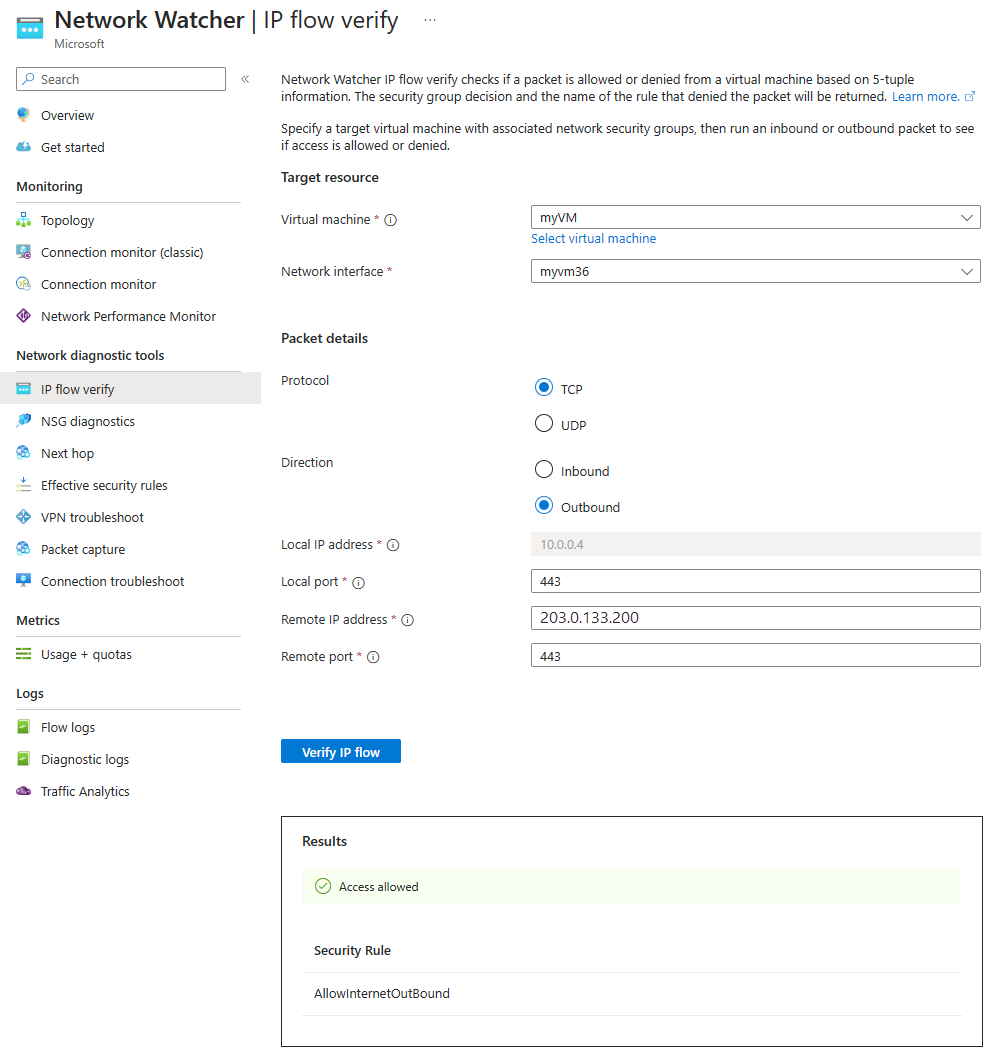 Network Watcher | IP flow verify ...
Microsoft
Search
«
Overview
Get started
Monitoring
Topology
Connection monitor (classic)
Connection monitor
Network Performance Monitor
Network diagnostic tools
IP flow verify
NSG diagnostics
Next hop
Effective security rules
VPN troubleshoot
Packet capture
Connection troubleshoot
Metrics
Usage + quotas
Logs
Flow logs
Diagnostic logs
Traffic Analytics
Network Watcher IP flow verify checks if a packet is allowed or denied from a virtual machine based on 5-tuple
information. The security group decision and the name of the rule that denied the packet will be returned. Learn more.
Specify a target virtual machine with associated network security groups, then run an inbound or outbound packet to see
if access is allowed or denied.
Target resource
Virtual machine * myVM
Select virtual machine
Network interface * myvm36
Packet details
Protocol
TCP
UDP
Direction
Inbound
Outbound
Local IP address * 10.0.0.4
Local port * 443
Remote IP address * 203.0.133.200
Remote port * 443
Verify IP flow
Results
Access allowed
Security Rule
AllowInternetOutBound